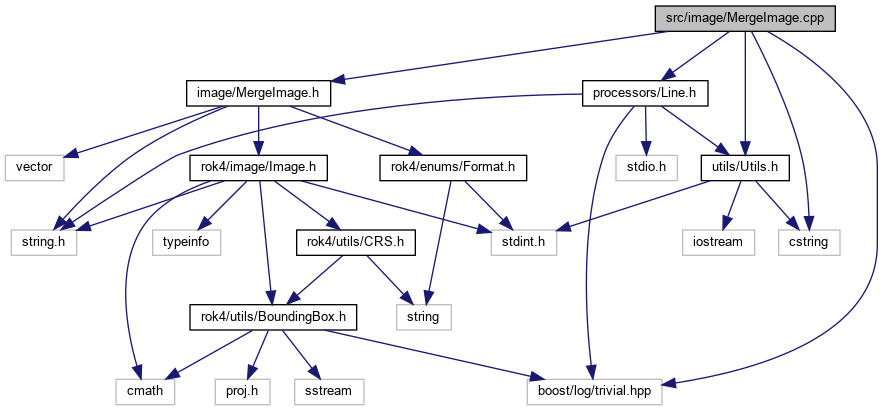 src/image/MergeImage.cpp
image/MergeImage.h
processors/Line.h
vector
rok4/image/Image.h
rok4/enums/Format.h
stdio.h
utils/Utils.h
string.h
typeinfo
rok4/utils/CRS.h
stdint.h
iostream
cstring
rok4/utils/BoundingBox.h
string
cmath
proj.h
sstream
boost/log/trivial.hpp